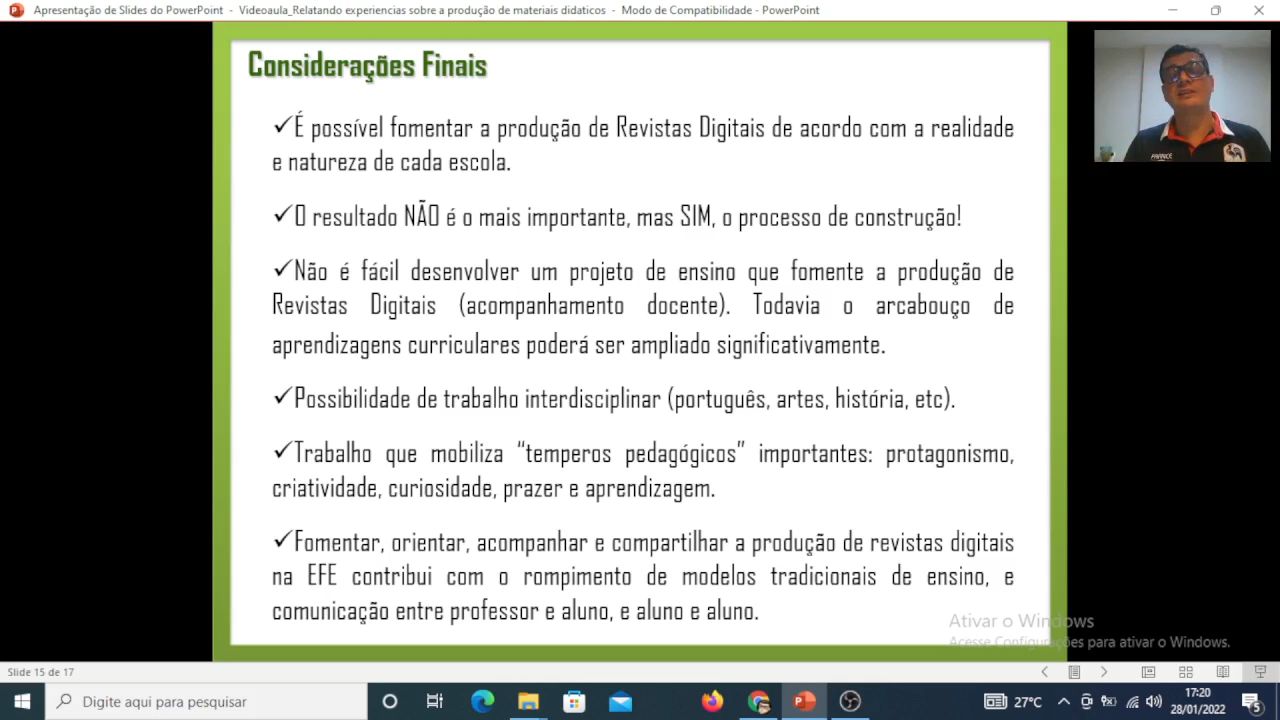 Apresentação de Slides do PowerPoint - Videoaula_Relatando experiencias sobre a produção de materiais didaticos - Modo de Compatibilidade - PowerPoint
Considerações Finais
✓É possível fomentar a produção de Revistas Digitais de acordo com a realidade
e natureza de cada escola.
✓O resultado NÃO é o mais importante, mas SIM, o processo de construção!
✓Não é fácil desenvolver um projeto de ensino que fomente a produção de
Revistas Digitais (acompanhamento docente). Todavia o arcabouço de
aprendizagens curriculares poderá ser ampliado significativamente.
✓Possibilidade de trabalho interdisciplinar (português, artes, história, etc).
✓Trabalho que mobiliza “temperos pedagógicos” importantes: protagonismo,
criatividade, curiosidade, prazer e aprendizagem.
✓Fomentar, orientar, acompanhar e compartilhar a produção de revistas digitais
na EFE contribui com o rompimento de modelos tradicionais de ensino, e
comunicação entre professor e aluno, e aluno e aluno.
FRANCE
Ativar o Windows
Acesse Configurações para ativar o Windows.
Slide 15 de 17
Digite aqui para pesquisar
27°C
17:20
28/01/2022
5